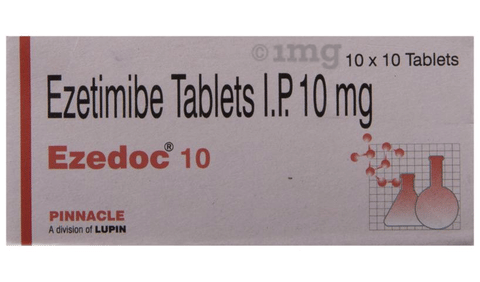 ©1mg
10 x 10 Tablets
Ezetimibe Tablets I.P. 10 mg
Ezedoc® 10
PINNACLE
A division of LUPIN